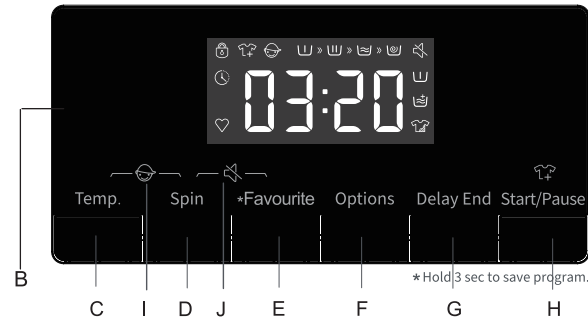 03:20
Temp. Spin *Favourite Options Delay End Start/Pause
B
*Hold 3 sec to save program.
C I D J E F G H